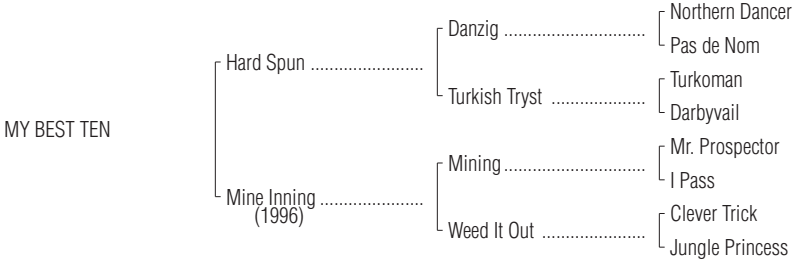 Northern Dancer
Danzig ..............................
Pas de Nom
Hard Spun ........................
Turkoman
Turkish Tryst ....................
Darbyvail
MY BEST TEN
Mr. Prospector
Mining..............................
I Pass
Mine Inning ......................
(1996)
Clever Trick
Weed It Out ......................
Jungle Princess